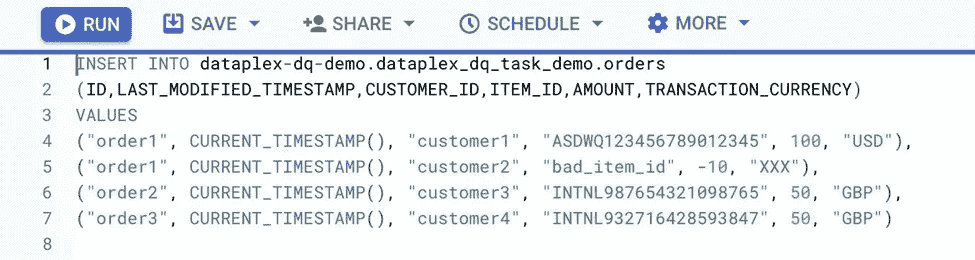 RUN SAVE SHARE SCHEDULE MORE
1 INSERT INTO dataplex-dq-demo.dataplex_dq_task_demo.orders
2 (ID,LAST_MODIFIED_TIMESTAMP,CUSTOMER_ID,ITEM_ID,AMOUNT,TRANSACTION_CURRENCY)
3 VALUES
4 ("order1", CURRENT_TIMESTAMP(), "customer1", "ASDWQ123456789012345", 100, "USD"),
5 ("order1", CURRENT_TIMESTAMP(), "customer2", "bad_item_id", -10, "XXX"),
6 ("order2", CURRENT_TIMESTAMP(), "customer3", "INTNL987654321098765", 50, "GBP"),
7 ("order3", CURRENT_TIMESTAMP(), "customer4", "INTNL932716428593847", 50, "GBP")
8